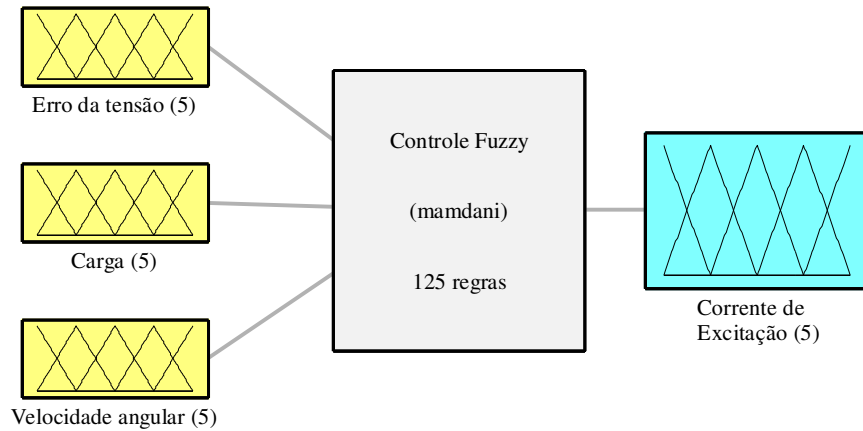 Erro da tensão (5)
Carga (5)
Velocidade angular (5)
Controle Fuzzy
(mamdani)
125 regras
Corrente de
Excitação (5)